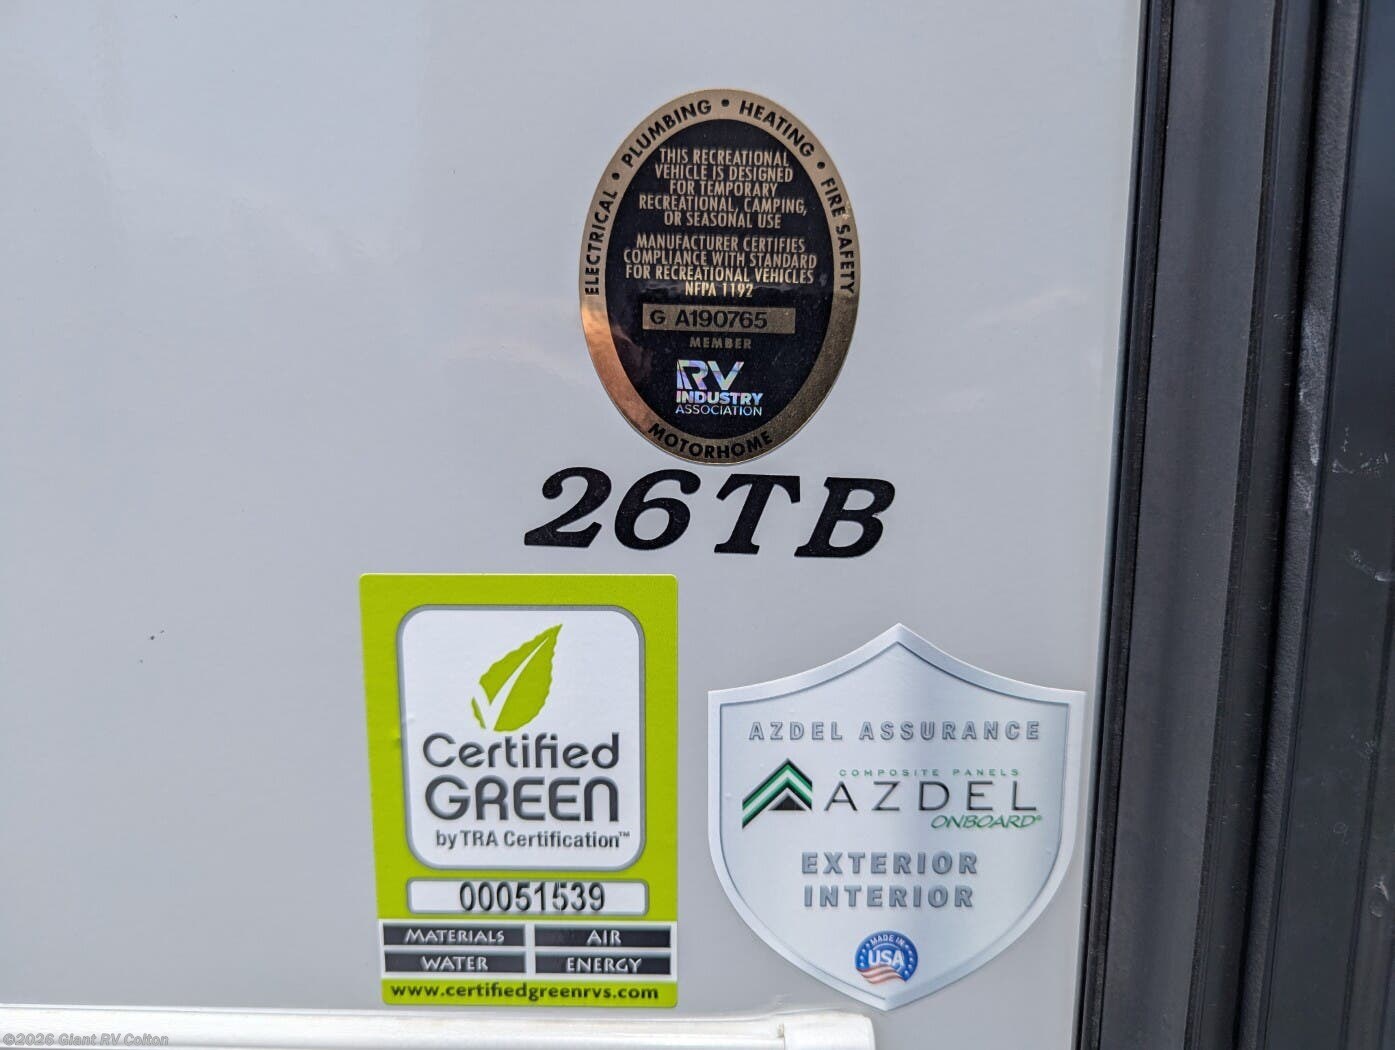 ELECTRICAL • PLUMBING • HEATING • FIRE SAFETY
THIS RECREATIONAL
VEHICLE IS DESIGNED
FOR TEMPORARY
RECREATIONAL, CAMPING,
OR SEASONAL USE
MANUFACTURER CERTIFIES
COMPLIANCE WITH STANDARD
FOR RECREATIONAL VEHICLES
NFPA 1192
G A190765
MEMBER
RV
INDUSTRY
ASSOCIATION
MOTORHOME
26TB
Certified
GREEN
by TRA Certification™
00051539
MATERIALS AIR
WATER ENERGY
www.certifiedgreenrvs.com
AZDEL ASSURANCE
COMPOSITE PANELS
AZDEL
ONBOARD®
EXTERIOR
INTERIOR
MADE IN
USA
©2026 Giant RV Colton